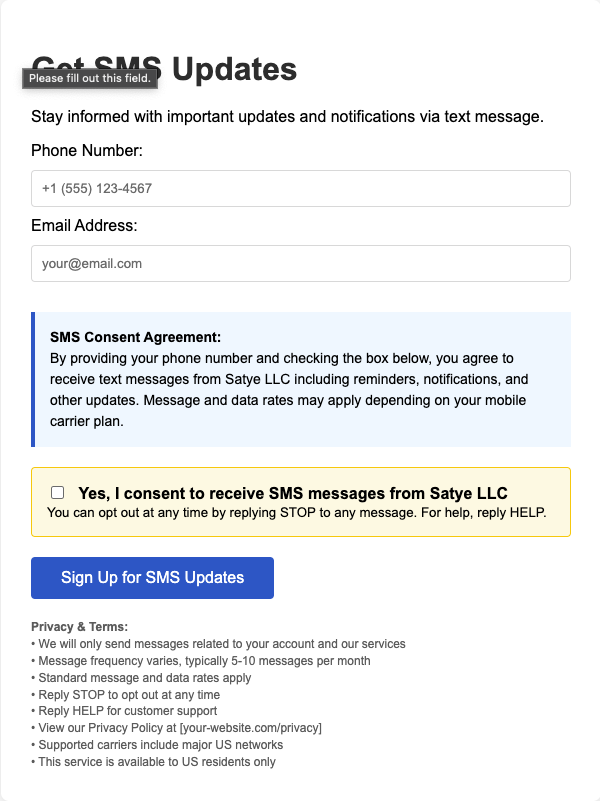 Get SMS Updates
Please fill out this field.
Stay informed with important updates and notifications via text message.
Phone Number:
+1 (555) 123-4567
Email Address:
your@email.com
SMS Consent Agreement:
By providing your phone number and checking the box below, you agree to
receive text messages from Satye LLC including reminders, notifications, and
other updates. Message and data rates may apply depending on your mobile
carrier plan.
Yes, I consent to receive SMS messages from Satye LLC
You can opt out at any time by replying STOP to any message. For help, reply HELP.
Sign Up for SMS Updates
Privacy & Terms:
• We will only send messages related to your account and our services
• Message frequency varies, typically 5-10 messages per month
• Standard message and data rates apply
• Reply STOP to opt out at any time
• Reply HELP for customer support
• View our Privacy Policy at [your-website.com/privacy]
• Supported carriers include major US networks
• This service is available to US residents only